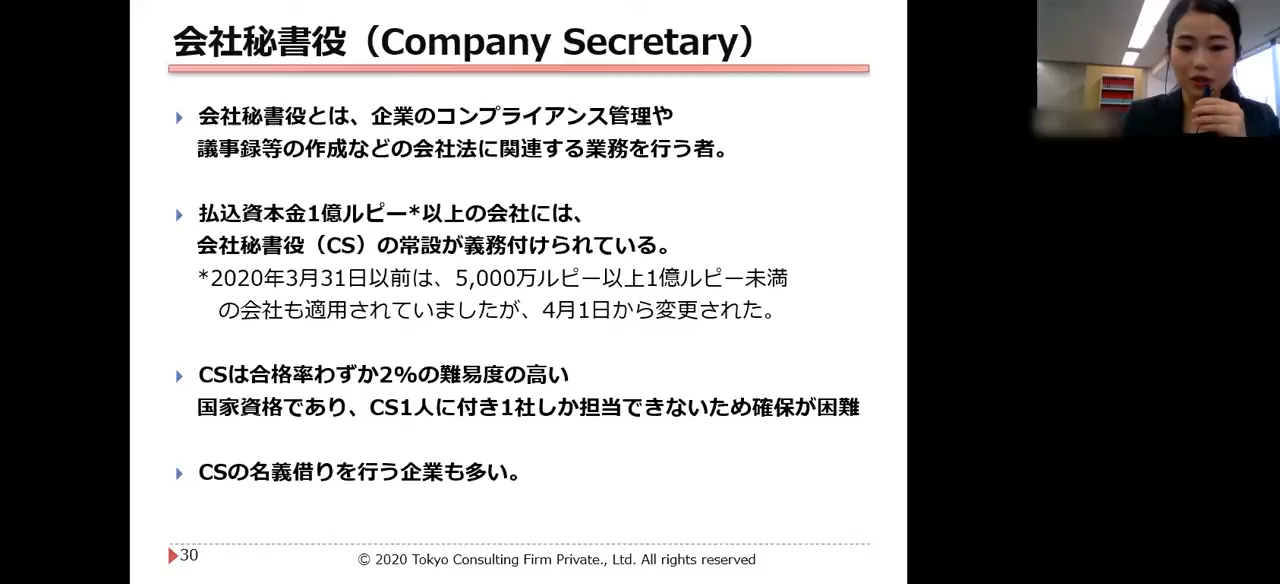 会社秘書役（Company Secretary）
会社秘書役とは、企業のコンプライアンス管理や
議事録等の作成などの会社法に関連する業務を行う者。
払込資本金1億ルピー*以上の会社には、
会社秘書役（CS）の常設が義務付けられている。
*2020年3月31日以前は、5,000万ルピー以上1億ルピー未満
の会社も適用されていましたが、4月1日から変更された。
CSは合格率わずか2%の難易度の高い
国家資格であり、CS1人に付き1社しか担当できないため確保が困難
CSの名義借りを行う企業も多い。
30
© 2020 Tokyo Consulting Firm Private., Ltd. All rights reserved